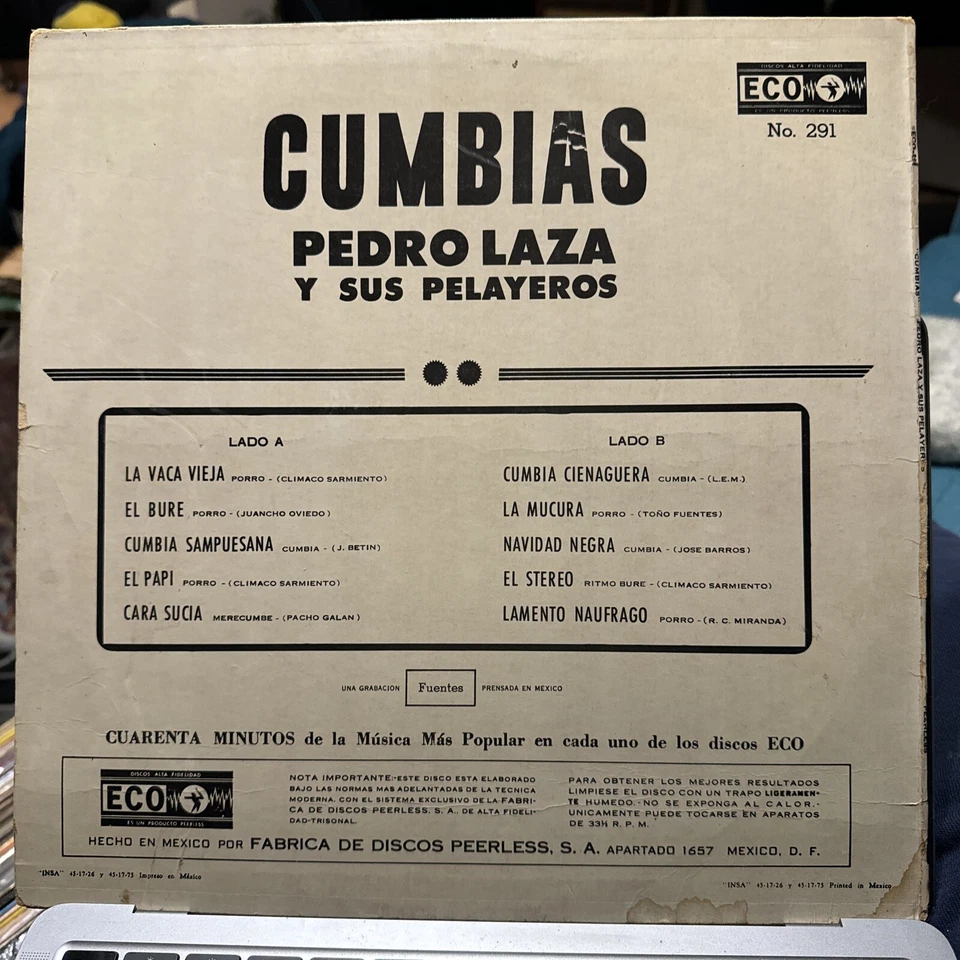 DISCOS ALTA FIDELIDAD
ECO
ES UN PRODUCTO PEERLESS
No. 291
CUMBIAS
PEDRO LAZA
Y SUS PELAYEROS
LADO A
LA VACA VIEJA PORRO - (CLIMACO SARMIENTO)
EL BURE PORRO - (JUANCHO OVIEDO)
CUMBIA SAMPUESANA CUMBIA - (J. BETIN)
EL PAPI PORRO - (CLIMACO SARMIENTO)
CARA SUCIA MERECUMBE - (PACHO GALAN)
LADO B
CUMBIA CIENAGUERA CUMBIA - (L.E.M.)
LA MUCURA PORRO - (TOÑO FUENTES)
NAVIDAD NEGRA CUMBIA - (JOSE BARROS)
EL STEREO RITMO BURE - (CLIMACO SARMIENTO)
LAMENTO NAUFRAGO PORRO - (R. C. MIRANDA)
UNA GRABACION Fuentes PRENSADA EN MEXICO
CUARENTA MINUTOS de la Música Más Popular en cada uno de los discos ECO
DISCOS ALTA FIDELIDAD
ECO
ES UN PRODUCTO PEERLESS
NOTA IMPORTANTE:-ESTE DISCO ESTA ELABORADO
BAJO LAS NORMAS MAS ADELANTADAS DE LA TECNICA
MODERNA. CON EL SISTEMA EXCLUSIVO DE LA FABRI-
CA DE DISCOS PEERLESS, S. A., DE ALTA FIDELI-
DAD-TRISONAL.
PARA OBTENER LOS MEJORES RESULTADOS
LIMPIESE EL DISCO CON UN TRAPO LIGERAMEN-
TE HUMEDO.-NO SE EXPONGA AL CALOR.-
UNICAMENTE PUEDE TOCARSE EN APARATOS
DE 33⅓ R. P. M.
HECHO EN MEXICO POR FABRICA DE DISCOS PEERLESS, S. A. APARTADO 1657 MEXICO, D. F.
"INSA" 45-17-26 y 45-17-75 Impreso en México
"INSA" 45-17-26 y 45-17-75 Printed in Mexico
"CUMBIAS" PEDRO LAZA Y SUS PELAYEROS